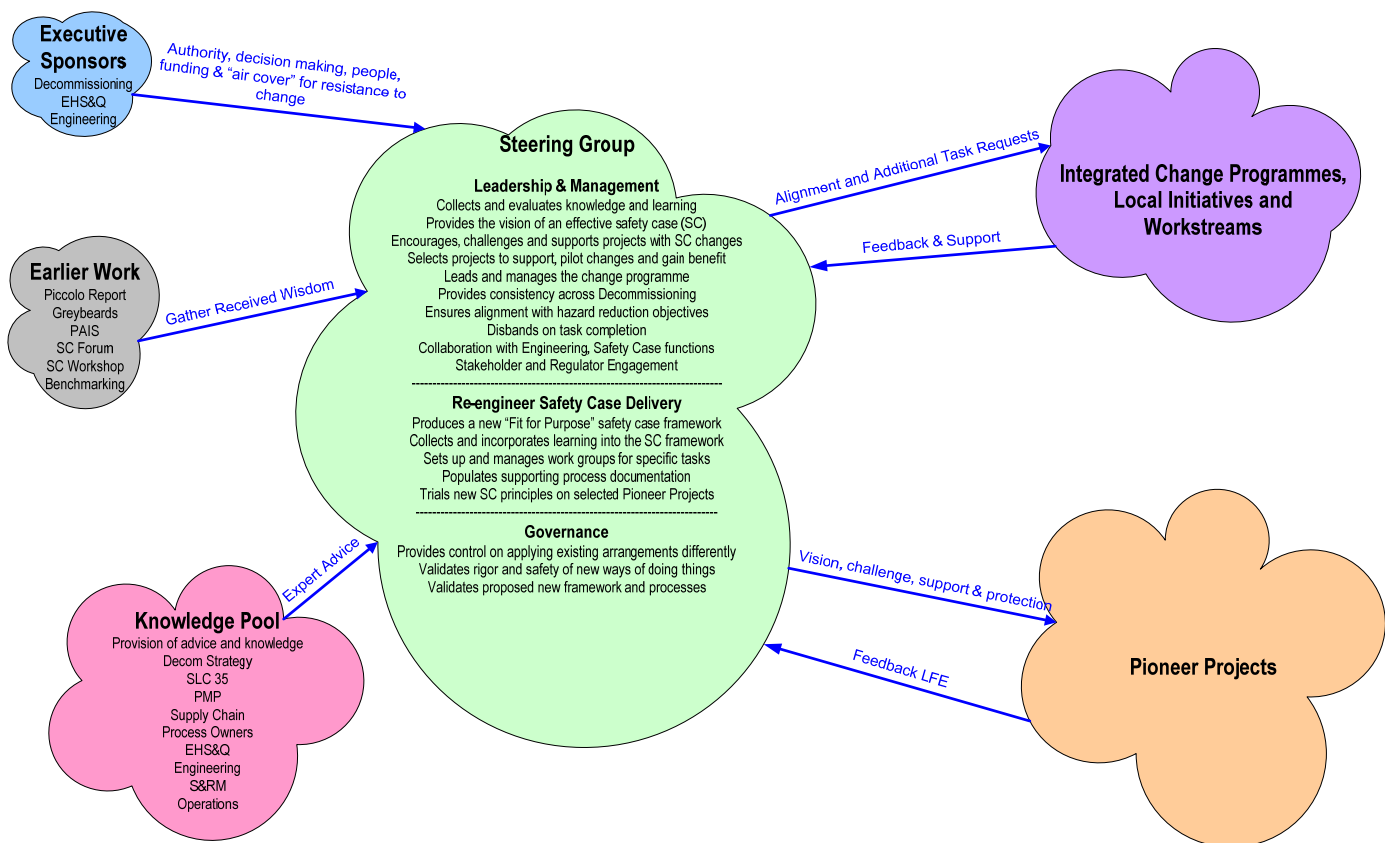 Executive
Sponsors
Decommissioning
EHS&Q
Engineering
Authority, decision making, people,
funding & “air cover” for resistance to
change
Steering Group
Leadership & Management
Collects and evaluates knowledge and learning
Provides the vision of an effective safety case (SC)
Encourages, challenges and supports projects with SC changes
Selects projects to support, pilot changes and gain benefit
Leads and manages the change programme
Provides consistency across Decommissioning
Ensures alignment with hazard reduction objectives
Disbands on task completion
Collaboration with Engineering, Safety Case functions
Stakeholder and Regulator Engagement
---------------------------------------------------------------------------
Re-engineer Safety Case Delivery
Produces a new “Fit for Purpose” safety case framework
Collects and incorporates learning into the SC framework
Sets up and manages work groups for specific tasks
Populates supporting process documentation
Trials new SC principles on selected Pioneer Projects
-------------------------------------------------------------------------
Governance
Provides control on applying existing arrangements differently
Validates rigor and safety of new ways of doing things
Validates proposed new framework and processes
Alignment and Additional Task Requests
Feedback & Support
Integrated Change Programmes,
Local Initiatives and
Workstreams
Earlier Work
Piccolo Report
Greybeards
PAIS
SC Forum
SC Workshop
Benchmarking
Gather Received Wisdom
Expert Advice
Knowledge Pool
Provision of advice and knowledge
Decom Strategy
SLC 35
PMP
Supply Chain
Process Owners
EHS&Q
Engineering
S&RM
Operations
Vision, challenge, support & protection
Feedback LFE
Pioneer Projects